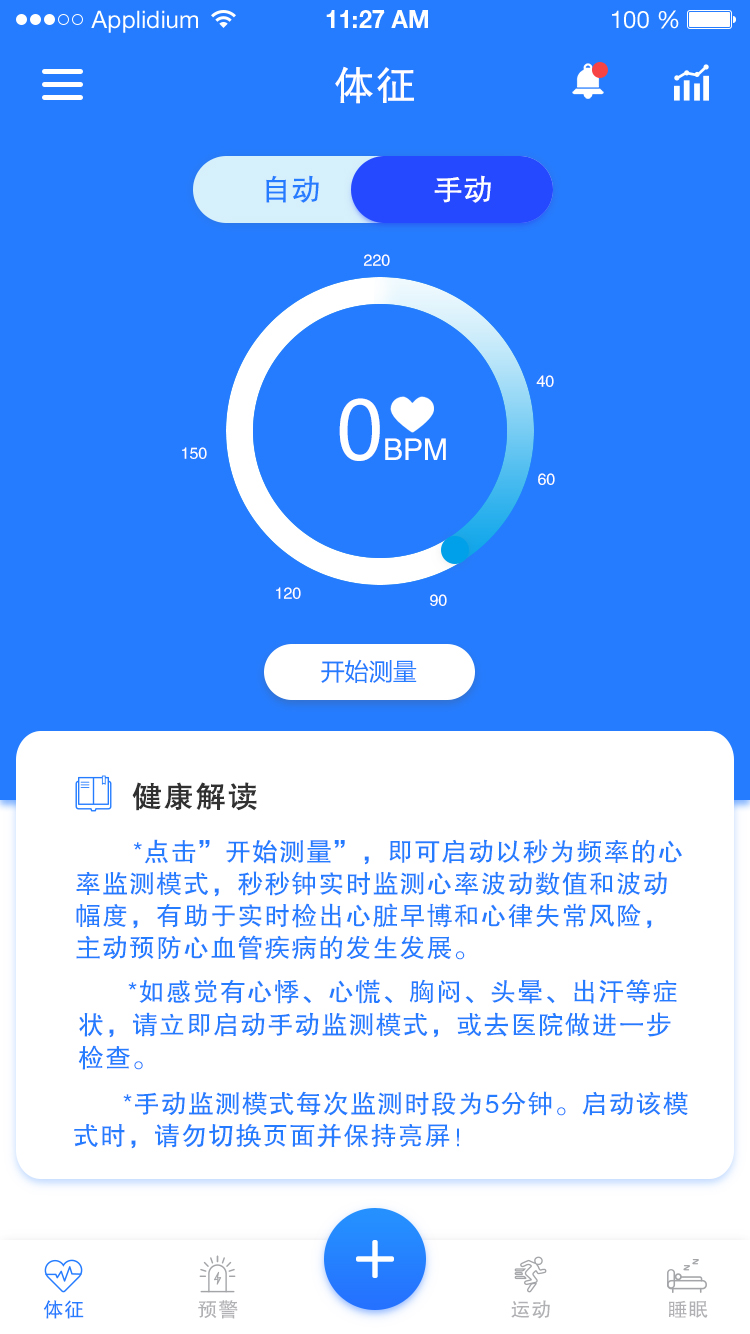 Applidium 11:27 AM 100 %
体征
自动 手动
220
40
150
60
120
90
0 BPM
开始测量
健康解读
*点击”开始测量”，即可启动以秒为频率的心
率监测模式，秒秒钟实时监测心率波动数值和波动
幅度，有助于实时检出心脏早博和心律失常风险，
主动预防心血管疾病的发生发展。
*如感觉有心悸、心慌、胸闷、头晕、出汗等症
状，请立即启动手动监测模式，或去医院做进一步
检查。
*手动监测模式每次监测时段为5分钟。启动该模
式时，请勿切换页面并保持亮屏！
体征 预警 运动 睡眠